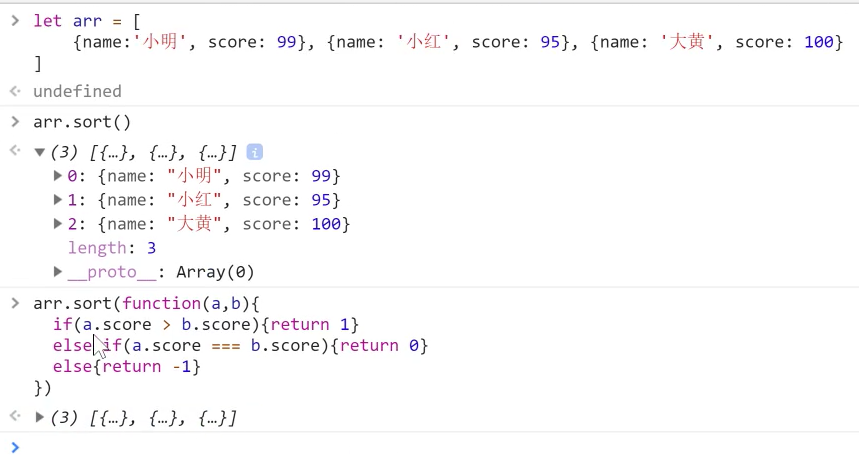 > let arr = [
{name:'小明', score: 99}, {name: '小红', score: 95}, {name: '大黄', score: 100}
]
< undefined
> arr.sort()
< ▼(3) [{…}, {…}, {…}] i
▶0: {name: "小明", score: 99}
▶1: {name: "小红", score: 95}
▶2: {name: "大黄", score: 100}
length: 3
▶__proto__: Array(0)
> arr.sort(function(a,b){
if(a.score > b.score){return 1}
else if(a.score === b.score){return 0}
else{return -1}
})
< ▶(3) [{…}, {…}, {…}]
>